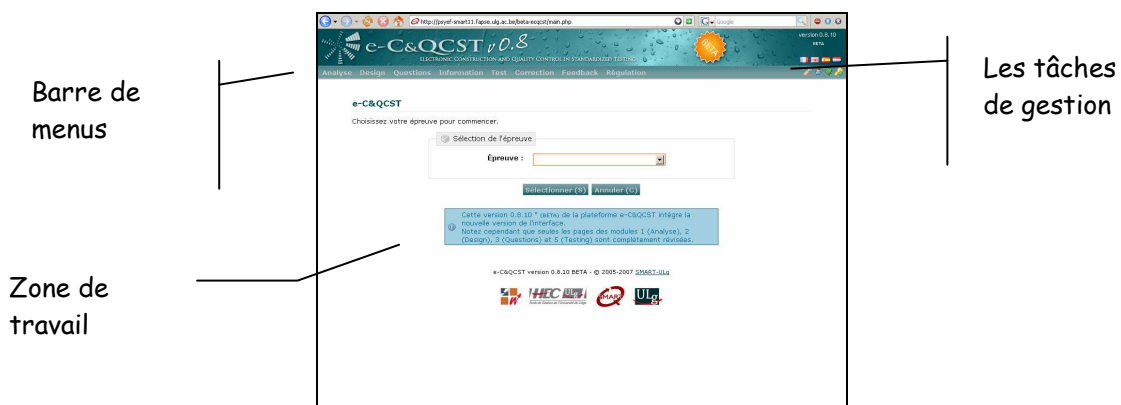 http://psyef-smart11.fapse.ulg.ac.be/beta-ecqcst/main.php
Google
e-C&QCST v0.8
ELECTRONIC CONSTRUCTION AND QUALITY CONTROL IN STANDARDIZED TESTING
BETA
version 0.8.10
BETA
Analyse Design Questions Information Test Correction Feedback Régulation
Barre de
menus
Les tâches
de gestion
e-C&QCST
Choisissez votre épreuve pour commencer.
Sélection de l'épreuve
Épreuve :
Sélectionner (S) Annuler (C)
Cette version 0.8.10 * (BETA) de la plateforme e-C&QCST intègre la
nouvelle version de l'interface.
Notez cependant que seules les pages des modules 1 (Analyse), 2
(Design), 3 (Questions) et 5 (Testing) sont complètement révisées.
Zone de
travail
e-C&QCST version 0.8.10 BETA - © 2005-2007 SMART-ULg
HEC ULg
SMART
ULg